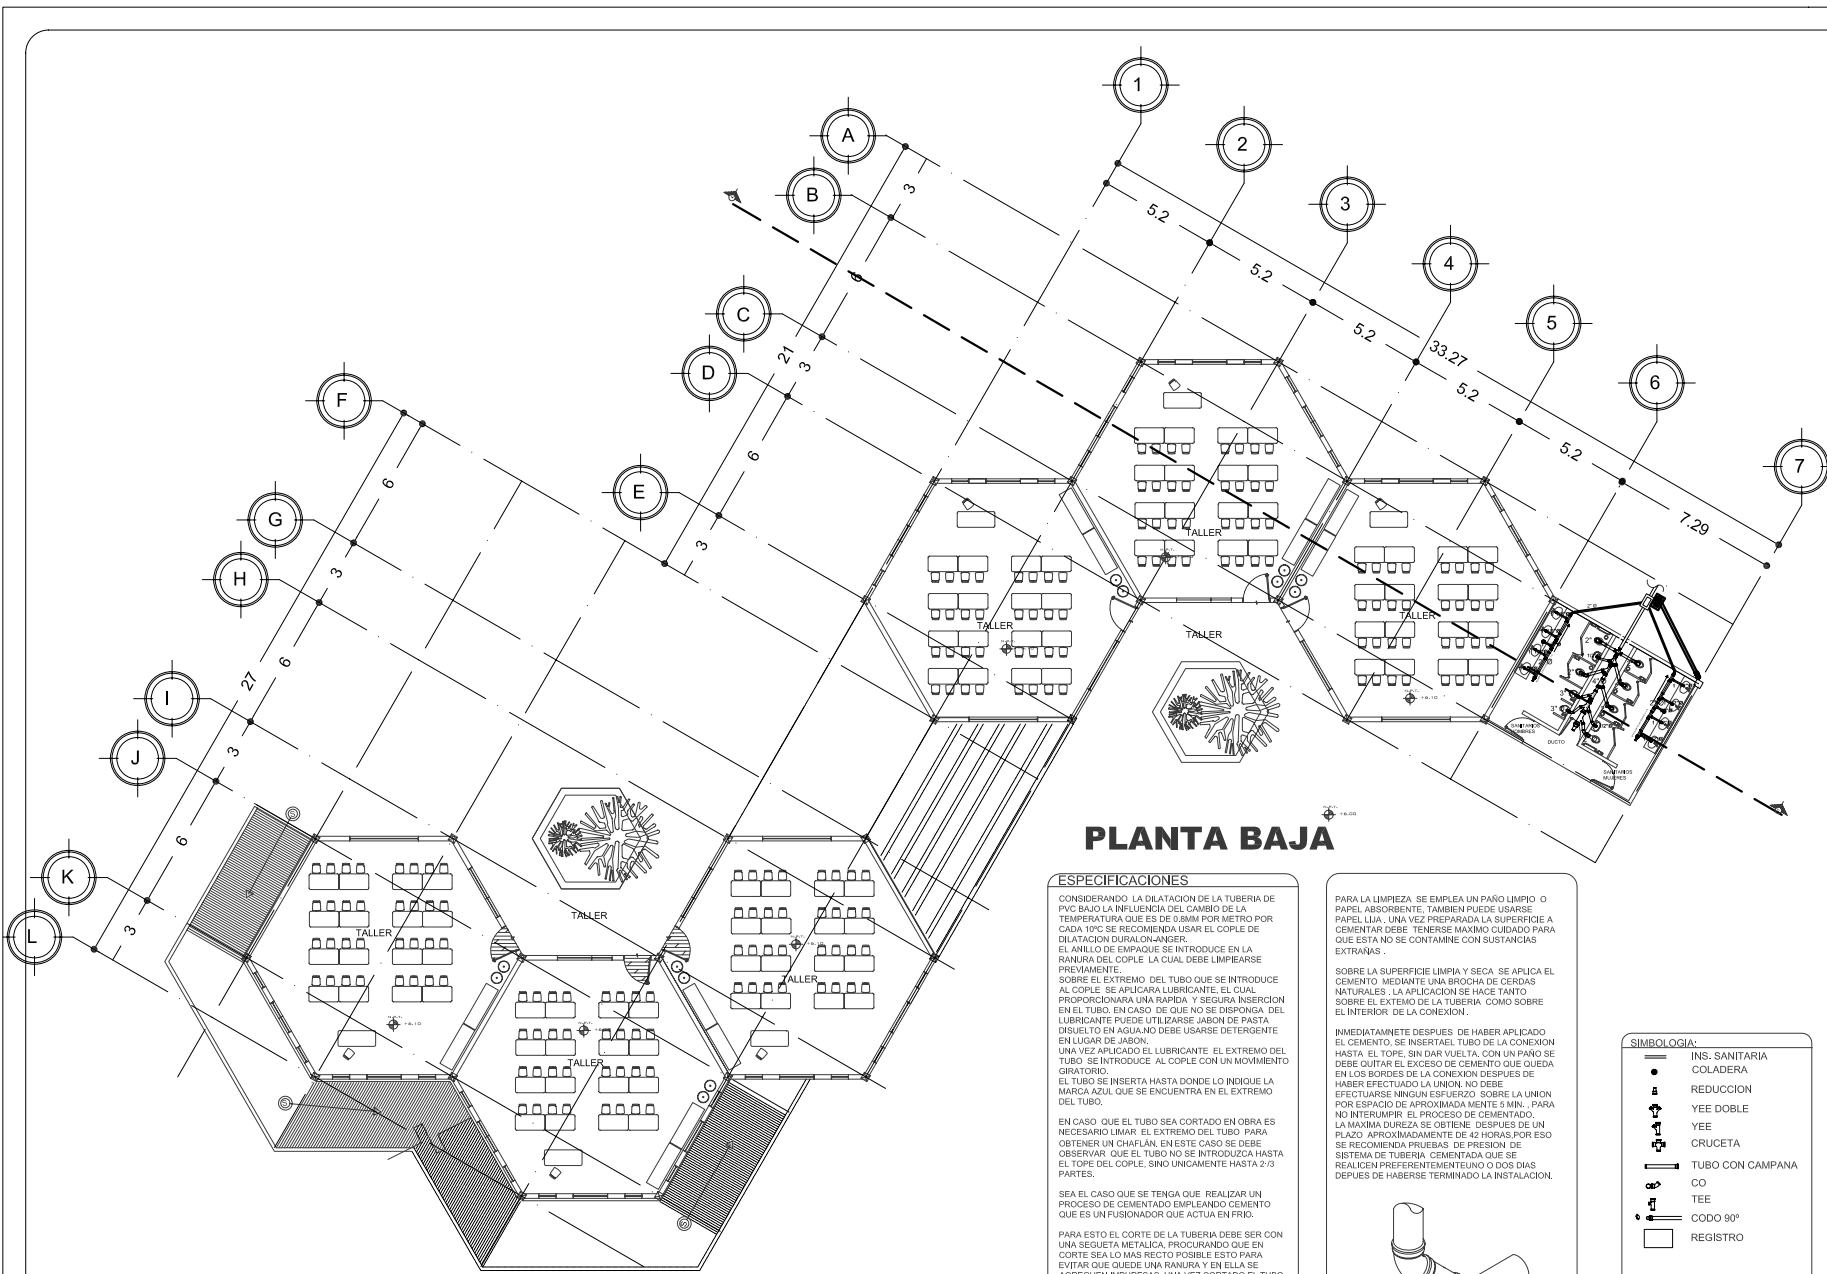 1
2
3
4
5
6
7
A
B
C
D
E
F
G
H
I
J
K
L
3
6
3
6
3
21
5.2
5.2
5.2
5.2
5.2
7.29
33.27
6
3
6
3
6
3
27
TALLER
TALLER
TALLER
TALLER
TALLER
TALLER
TALLER
TALLER
SANITARIOS
HOMBRES
DUCTO
SANITARIOS
MUJERES
2" Ø
2"
3"
+6.10
+6.10
+6.00
S
S
S
PLANTA BAJA
ESPECIFICACIONES
CONSIDERANDO LA DILATACION DE LA TUBERIA DE
PVC BAJO LA INFLUENCIA DEL CAMBIO DE LA
TEMPERATURA QUE ES DE 0.8MM POR METRO POR
CADA 10ºC SE RECOMIENDA USAR EL COPLE DE
DILATACION DURALON-ANGER.
EL ANILLO DE EMPAQUE SE INTRODUCE EN LA
RANURA DEL COPLE LA CUAL DEBE LIMPIEARSE
PREVIAMENTE.
SOBRE EL EXTREMO DEL TUBO QUE SE INTRODUCE
AL COPLE SE APLICARA LUBRICANTE, EL CUAL
PROPORCIONARA UNA RAPIDA Y SEGURA INSERCION
EN EL TUBO. EN CASO DE QUE NO SE DISPONGA DEL
LUBRICANTE PUEDE UTILIZARSE JABON DE PASTA
DISUELTO EN AGUA.NO DEBE USARSE DETERGENTE
EN LUGAR DE JABON.
UNA VEZ APLICADO EL LUBRICANTE EL EXTREMO DEL
TUBO SE INTRODUCE AL COPLE CON UN MOVIMIENTO
GIRATORIO.
EL TUBO SE INSERTA HASTA DONDE LO INDIQUE LA
MARCA AZUL QUE SE ENCUENTRA EN EL EXTREMO
DEL TUBO.
EN CASO QUE EL TUBO SEA CORTADO EN OBRA ES
NECESARIO LIMAR EL EXTREMO DEL TUBO PARA
OBTENER UN CHAFLÁN, EN ESTE CASO SE DEBE
OBSERVAR QUE EL TUBO NO SE INTRODUZCA HASTA
EL TOPE DEL COPLE, SINO UNICAMENTE HASTA 2/3
PARTES.
SEA EL CASO QUE SE TENGA QUE REALIZAR UN
PROCESO DE CEMENTADO EMPLEANDO CEMENTO
QUE ES UN FUSIONADOR QUE ACTUA EN FRIO.
PARA ESTO EL CORTE DE LA TUBERIA DEBE SER CON
UNA SEGUETA METALICA, PROCURANDO QUE EN
CORTE SEA LO MAS RECTO POSIBLE ESTO PARA
EVITAR QUE QUEDE UNA RANURA Y EN ELLA SE
PARA LA LIMPIEZA SE EMPLEA UN PAÑO LIMPIO O
PAPEL ABSORBENTE, TAMBIEN PUEDE USARSE
PAPEL LIJA . UNA VEZ PREPARADA LA SUPERFICIE A
CEMENTAR DEBE TENERSE MAXIMO CUIDADO PARA
QUE ESTA NO SE CONTAMINE CON SUSTANCIAS
EXTRAÑAS .
SOBRE LA SUPERFICIE LIMPIA Y SECA SE APLICA EL
CEMENTO MEDIANTE UNA BROCHA DE CERDAS
NATURALES . LA APLICACION SE HACE TANTO
SOBRE EL EXTEMO DE LA TUBERIA COMO SOBRE
EL INTERIOR DE LA CONEXION .
INMEDIATAMNETE DESPUES DE HABER APLICADO
EL CEMENTO, SE INSERTAEL TUBO DE LA CONEXION
HASTA EL TOPE, SIN DAR VUELTA. CON UN PAÑO SE
DEBE QUITAR EL EXCESO DE CEMENTO QUE QUEDA
EN LOS BORDES DE LA CONEXION DESPUES DE
HABER EFECTUADO LA UNION. NO DEBE
EFECTUARSE NINGUN ESFUERZO SOBRE LA UNION
POR ESPACIO DE APROXIMADA MENTE 5 MIN. , PARA
NO INTERUMPIR EL PROCESO DE CEMENTADO.
LA MAXIMA DUREZA SE OBTIENE DESPUES DE UN
PLAZO APROXIMADAMENTE DE 42 HORAS,POR ESO
SE RECOMIENDA PRUEBAS DE PRESION DE
SISTEMA DE TUBERIA CEMENTADA QUE SE
REALICEN PREFERENTEMENTEUNO O DOS DIAS
DEPUES DE HABERSE TERMINADO LA INSTALACION.
SIMBOLOGIA:
INS. SANITARIA
COLADERA
REDUCCION
YEE DOBLE
YEE
CRUCETA
TUBO CON CAMPANA
CO
TEE
CODO 90º
REGISTRO